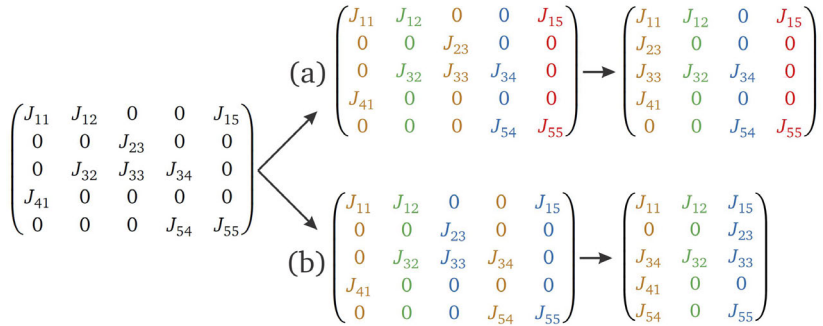 (a)
J₁₁ J₁₂ 0 0 J₁₅
0 0 J₂₃ 0 0
0 J₃₂ J₃₃ J₃₄ 0
J₄₁ 0 0 0 0
0 0 0 J₅₄ J₅₅
J₁₁ J₁₂ 0 J₁₅
J₂₃ 0 0 0
J₃₃ J₃₂ J₃₄ 0
J₄₁ 0 0 0
0 0 J₅₄ J₅₅
J₁₁ J₁₂ 0 0 J₁₅
0 0 J₂₃ 0 0
0 J₃₂ J₃₃ J₃₄ 0
J₄₁ 0 0 0 0
0 0 0 J₅₄ J₅₅
(b)
J₁₁ J₁₂ 0 0 J₁₅
0 0 J₂₃ 0 0
0 J₃₂ J₃₃ J₃₄ 0
J₄₁ 0 0 0 0
0 0 0 J₅₄ J₅₅
J₁₁ J₁₂ J₁₅
0 0 J₂₃
J₃₄ J₃₂ J₃₃
J₄₁ 0 0
J₅₄ 0 J₅₅